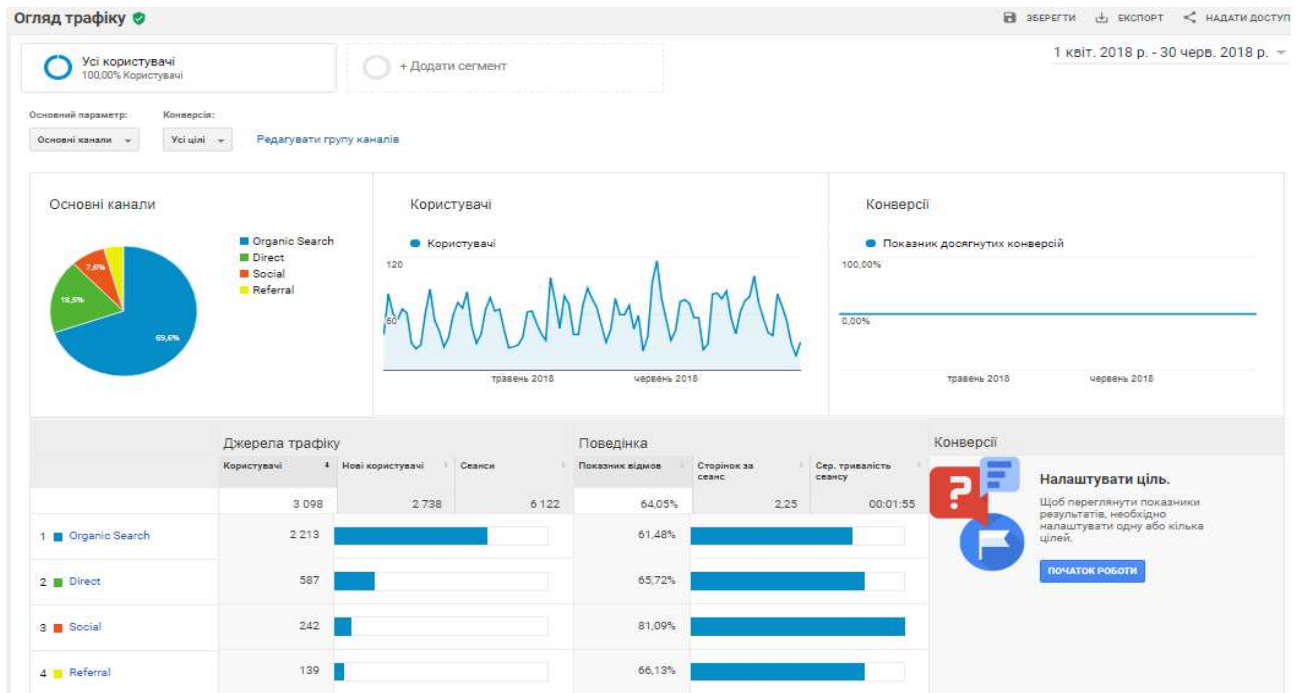 Огляд трафіку
ЗБЕРЕГТИ ЕКСПОРТ НАДАТИ ДОСТУП
Усі користувачі
100,00% Користувачі
+ Додати сегмент
1 квіт. 2018 р. - 30 черв. 2018 р.
Основний параметр: Конверсія:
Основні канали Усі цілі Редагувати групу каналів
Основні канали
Organic Search
Direct
Social
Referral
7,6%
18,5%
69,6%
Користувачі
Користувачі
120
60
травень 2018 червень 2018
Конверсії
Показник досягнутих конверсій
100,00%
0,00%
травень 2018 червень 2018
Джерела трафіку Поведінка Конверсії
Користувачі Нові користувачі Сеанси Показник відмов Сторінок за сеанс Сер. тривалість сеансу
3 098 2 738 6 122 64,05% 2,25 00:01:55
1 Organic Search 2 213 61,48%
2 Direct 587 65,72%
3 Social 242 81,09%
4 Referral 139 66,13%
Налаштувати ціль.
Щоб переглянути показники
результатів, необхідно
налаштувати одну або кілька
цілей.
ПОЧАТОК РОБОТИ